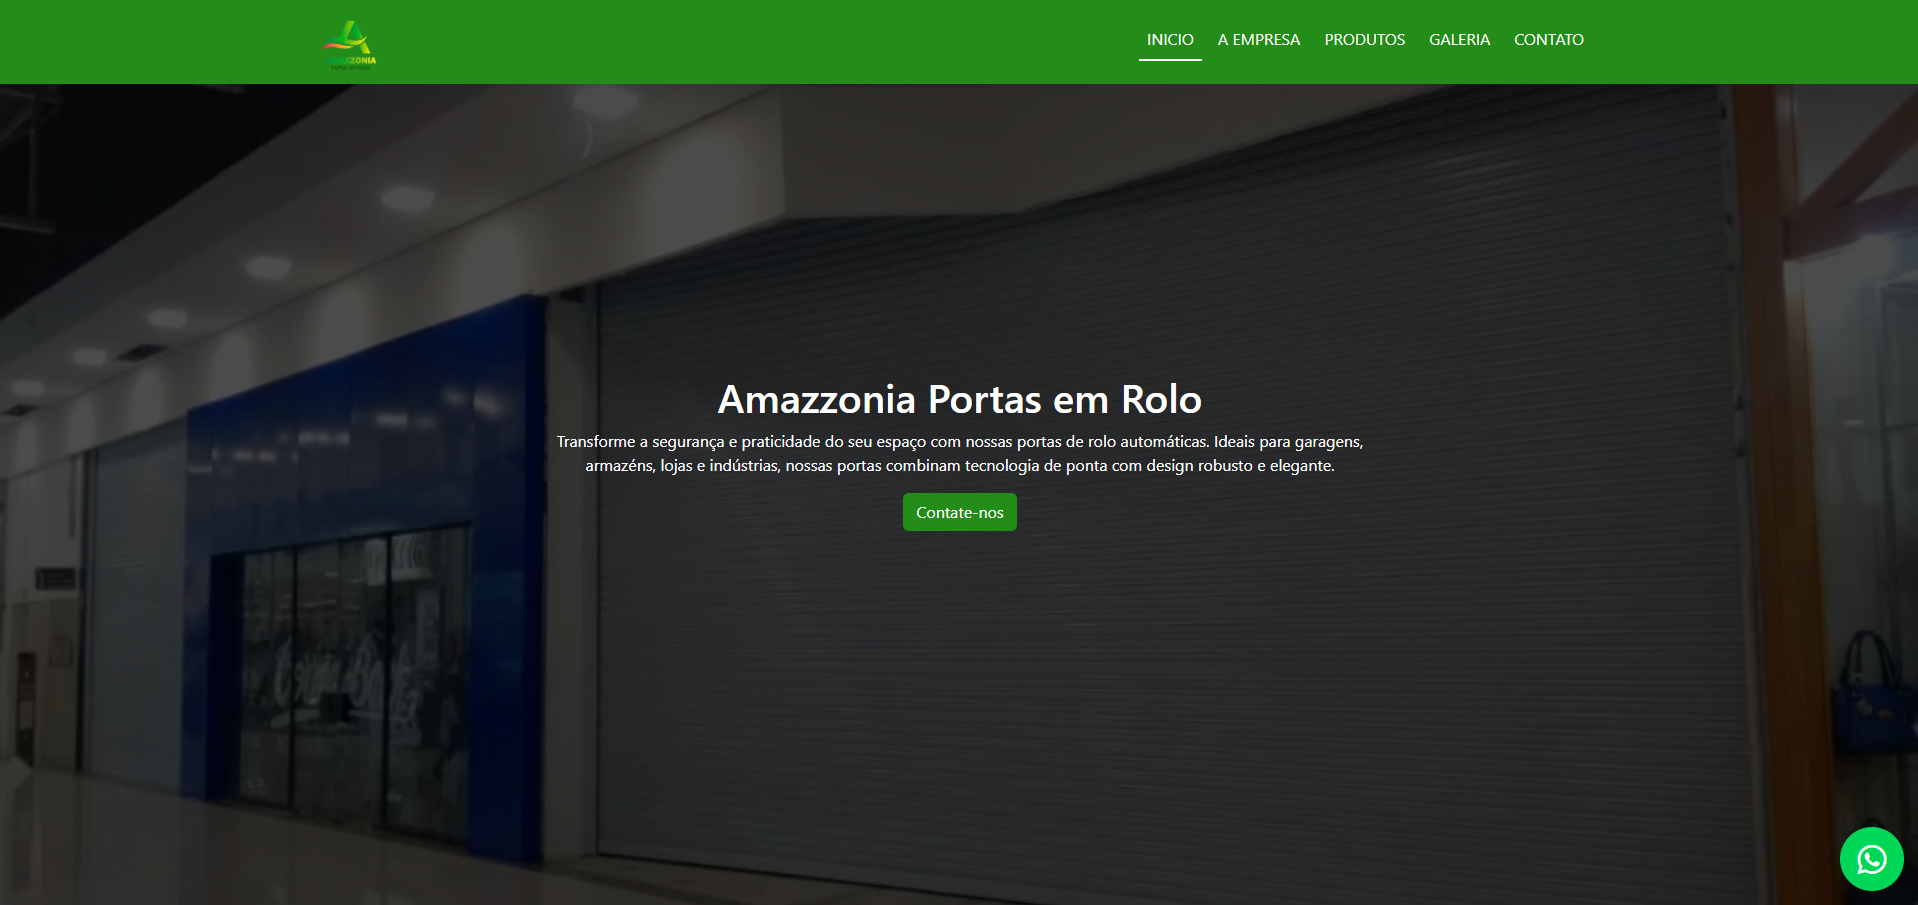 AMAZZONIA
INICIO
A EMPRESA
PRODUTOS
GALERIA
CONTATO
Amazzonia Portas em Rolo
Transforme a segurança e praticidade do seu espaço com nossas portas de rolo automáticas. Ideais para garagens,
armazéns, lojas e indústrias, nossas portas combinam tecnologia de ponta com design robusto e elegante.
Contate-nos